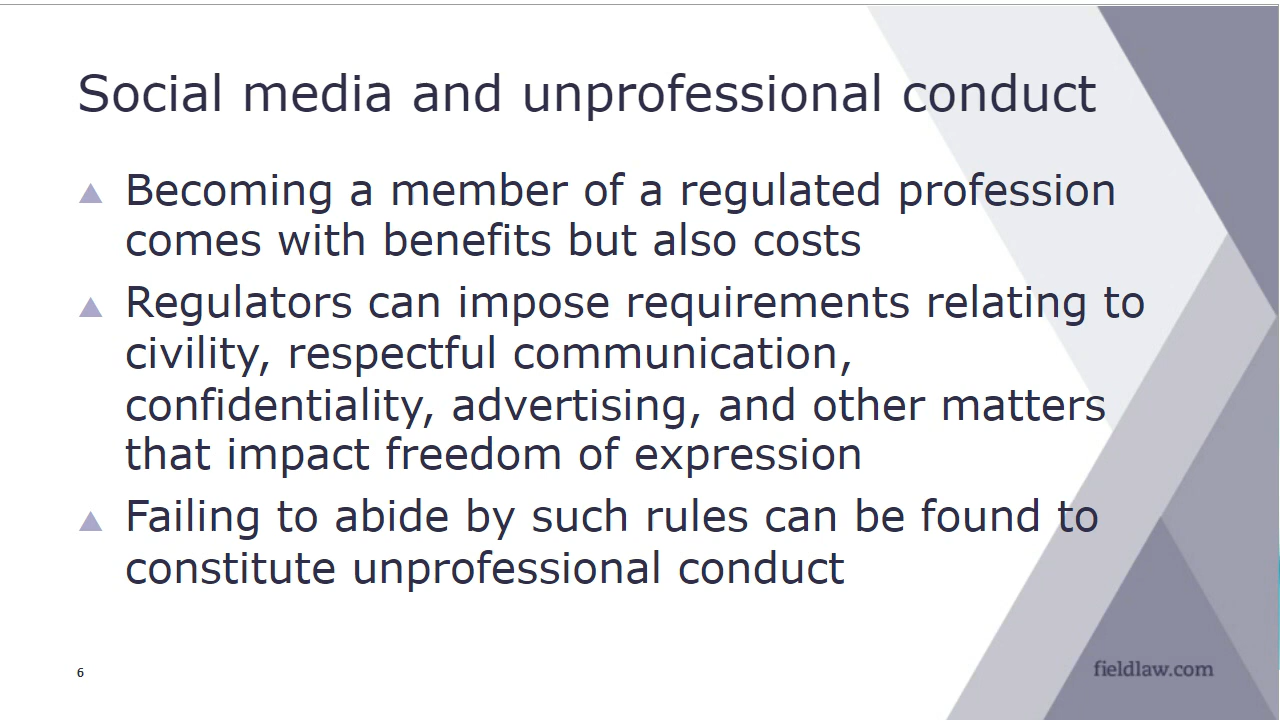 Social media and unprofessional conduct
Becoming a member of a regulated profession
comes with benefits but also costs
Regulators can impose requirements relating to
civility, respectful communication,
confidentiality, advertising, and other matters
that impact freedom of expression
Failing to abide by such rules can be found to
constitute unprofessional conduct
6
fieldlaw.com